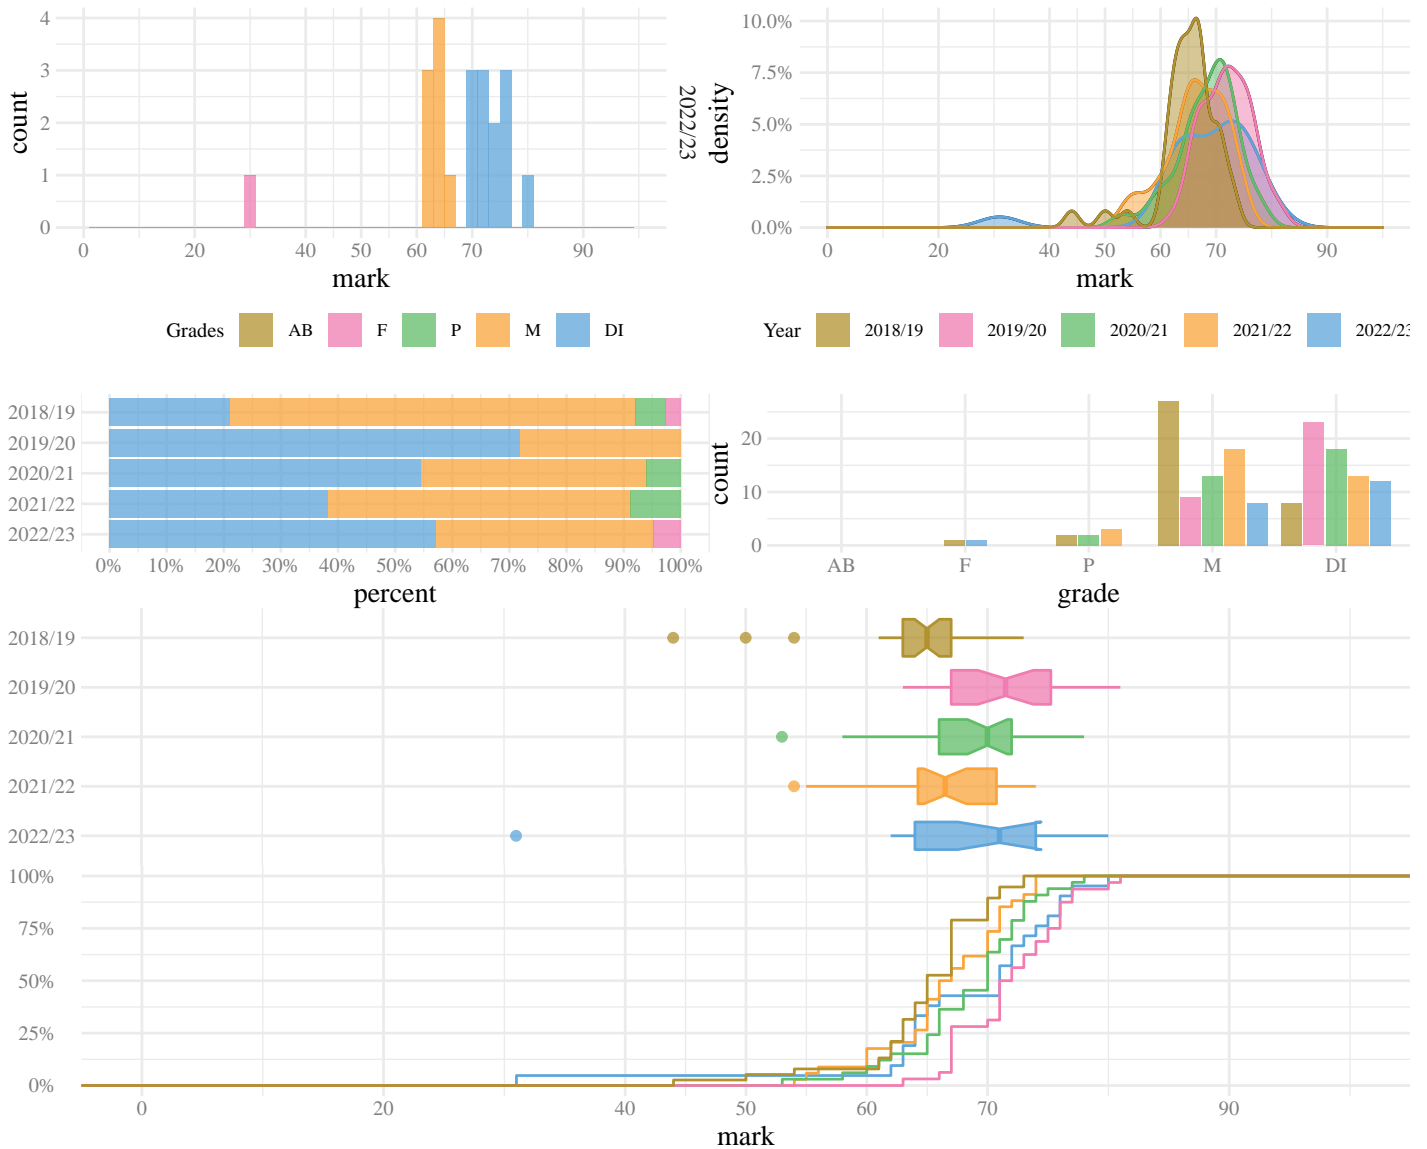 4
3
2
1
0
count
0 20 40 50 60 70 90
mark
2022/23
Grades AB F P M DI
10.0%
7.5%
5.0%
2.5%
0.0%
density
0 20 40 50 60 70 90
mark
Year 2018/19 2019/20 2020/21 2021/22 2022/23
2018/19
2019/20
2020/21
2021/22
2022/23
0% 10% 20% 30% 40% 50% 60% 70% 80% 90% 100%
percent
20
10
0
count
AB F P M DI
grade
2018/19
2019/20
2020/21
2021/22
2022/23
100%
75%
50%
25%
0%
0 20 40 50 60 70 90
mark